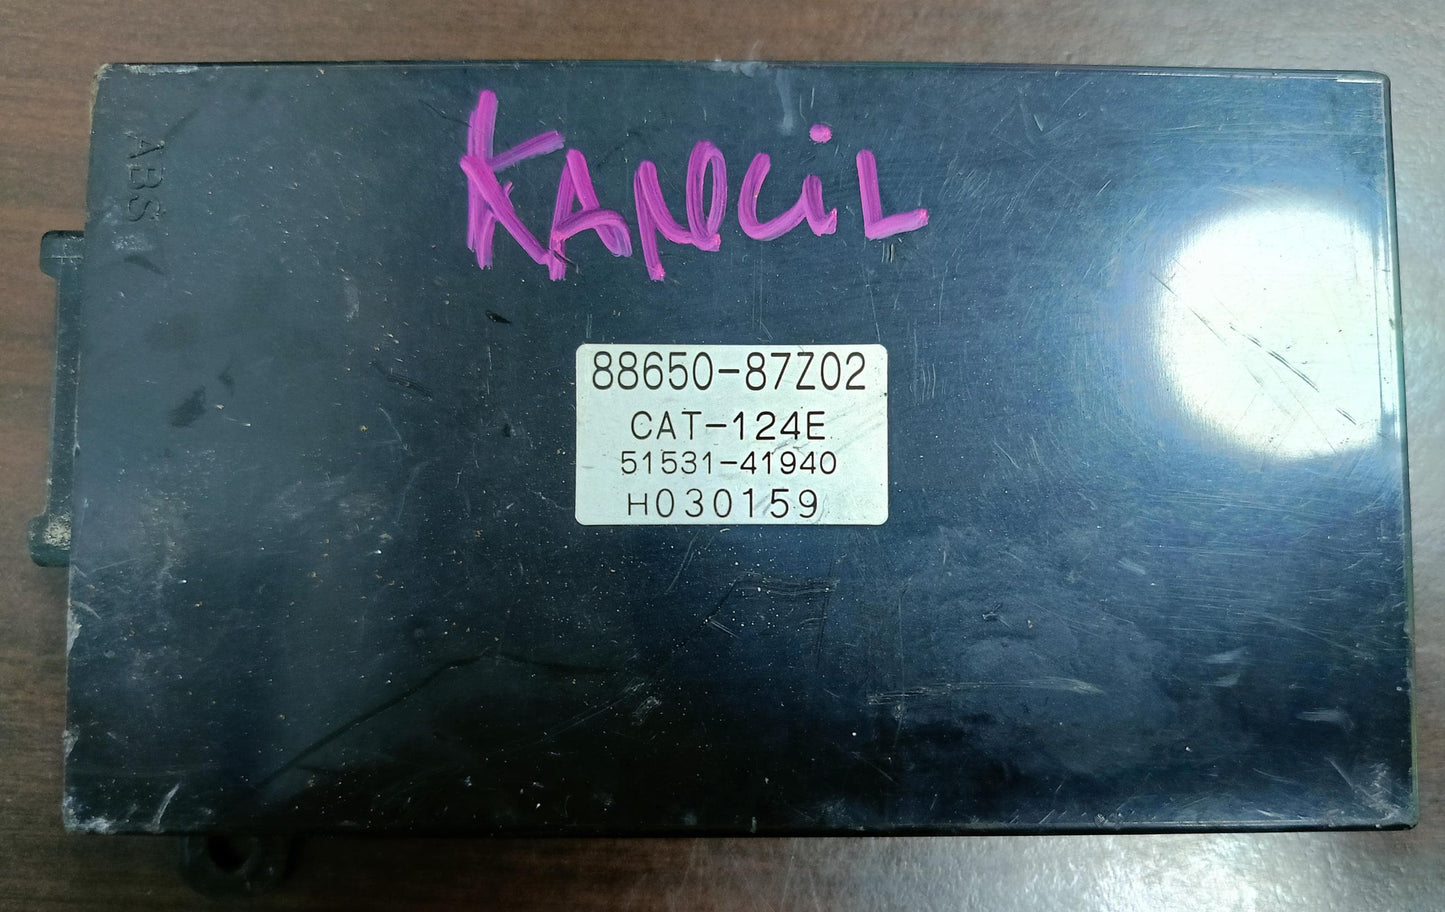 ABS
KANCiL
88650-87Z02
CAT-124E
51531-41940
H030159